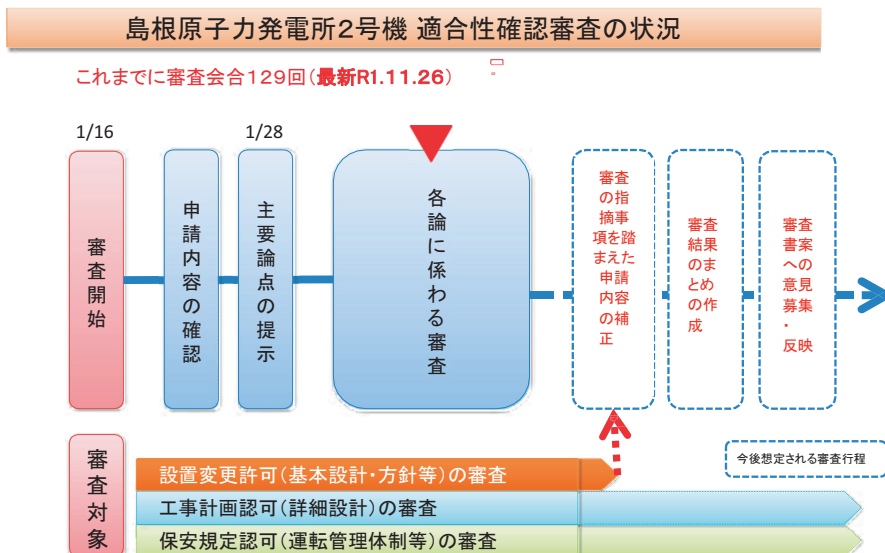 島根原子力発電所2号機 適合性確認審査の状況
これまでに審査会合129回(最新R1.11.26)
1/16
1/28
審査開始
申請内容の確認
主要論点の提示
各論に係わる審査
審査
の指
摘事
項を踏
まえた
申請
内容
の補
正
審査
結果
のま
とめ
の作
成
審査
書案
への
意見
募集
・
反映
今後想定される審査行程
審査対象
設置変更許可(基本設計・方針等)の審査
工事計画認可(詳細設計)の審査
保安規定認可(運転管理体制等)の審査